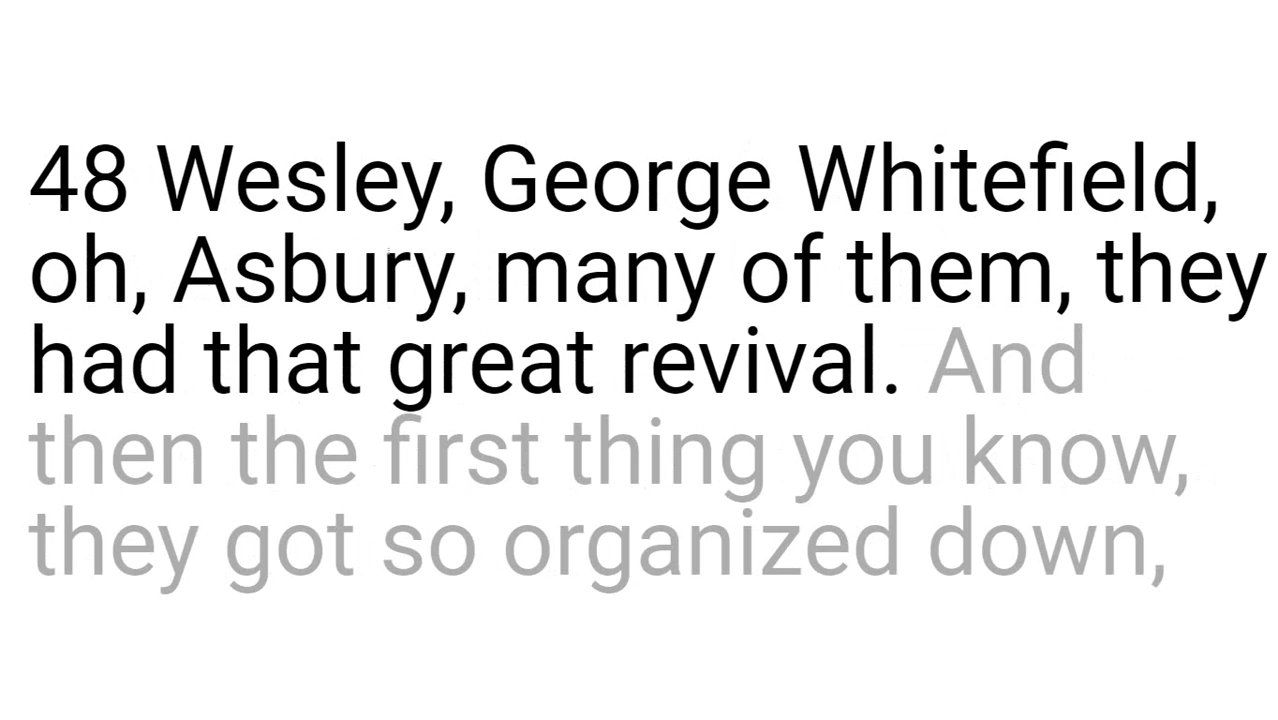 48 Wesley, George Whitefield,
oh, Asbury, many of them, they
had that great revival. And
then the first thing you know,
they got so organized down,